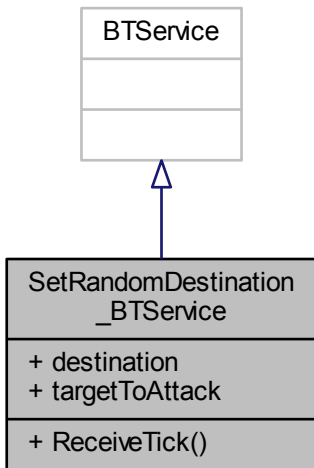 BTService
SetRandomDestination
_BTService
+ destination
+ targetToAttack
+ ReceiveTick()